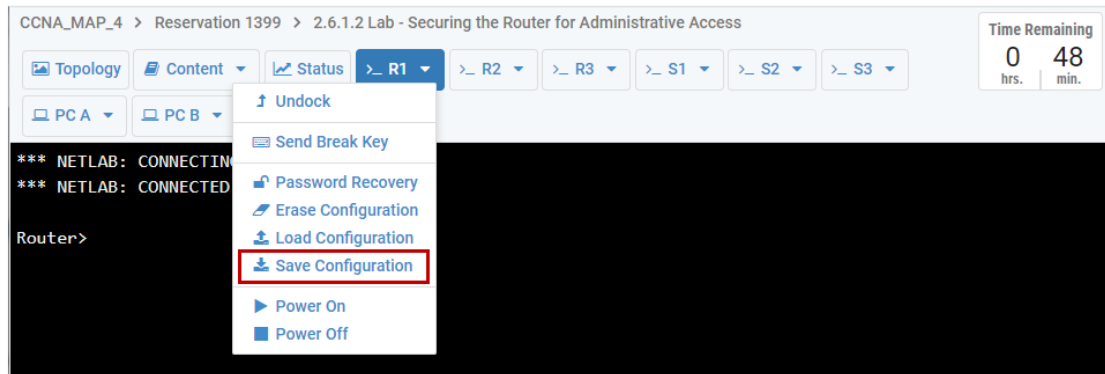 CCNA_MAP_4 > Reservation 1399 > 2.6.1.2 Lab - Securing the Router for Administrative Access
Time Remaining
0 48
hrs. min.
Topology Content Status >_ R1 >_ R2 >_ R3 >_ S1 >_ S2 >_ S3
PC A PC B
Undock
Send Break Key
Password Recovery
Erase Configuration
Load Configuration
Save Configuration
Power On
Power Off
*** NETLAB: CONNECTING
*** NETLAB: CONNECTED
Router>